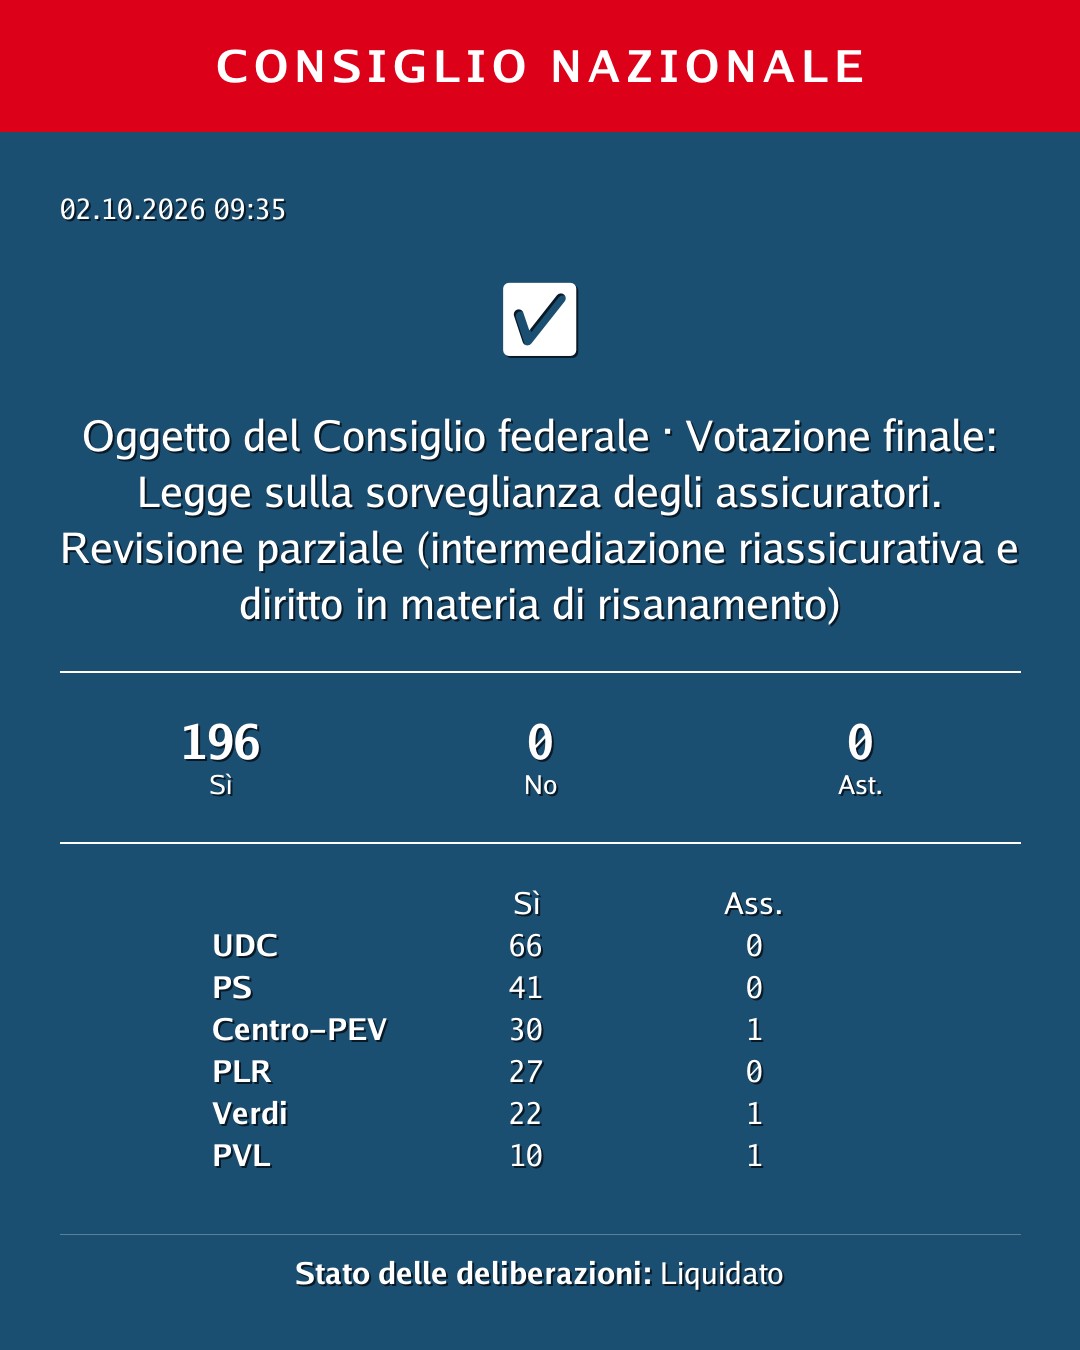 CONSIGLIO NAZIONALE
02.10.2026 09:35
Oggetto del Consiglio federale · Votazione finale:
Legge sulla sorveglianza degli assicuratori.
Revisione parziale (intermediazione riassicurativa e
diritto in materia di risanamento)
196 0 0
Sì No Ast.
Sì Ass.
UDC 66 0
PS 41 0
Centro-PEV 30 1
PLR 27 0
Verdi 22 1
PVL 10 1
Stato delle deliberazioni: Liquidato